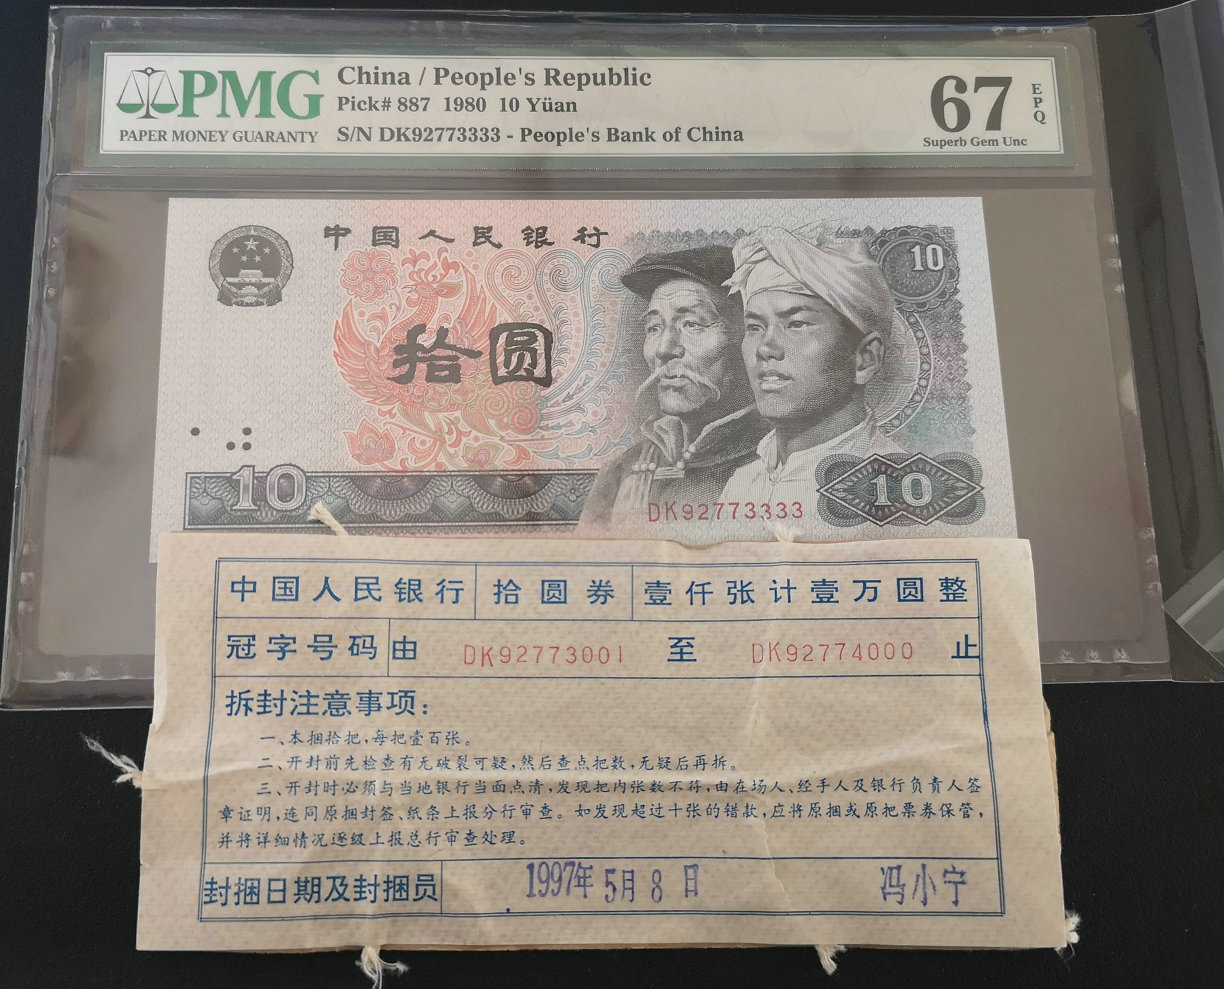 PMG
PAPER MONEY GUARANTY
China / People's Republic
Pick# 887 1980 10 Yüan
S/N DK92773333 - People's Bank of China
67
EPQ
Superb Gem Unc
中国人民银行
10
拾圆
10
10
DK92773333
中国人民银行 拾圆券 壹仟张计壹万圆整
冠字号码由 DK92773001 至 DK92774000 止
拆封注意事项：
一、本捆拾把，每把壹百张。
二、开封前先检查有无破裂可疑，然后查点把数，无疑后再拆。
三、开封时必须与当地银行当面点清，发现把内张数不符，由在场人、经手人及银行负责人签
章证明，连同原捆封签、纸条上报分行审查。如发现超过十张的错款，应将原捆或原把票券保管，
并将详细情况逐级上报总行审查处理。
封捆日期及封捆员 1997年5月8日 冯小宁